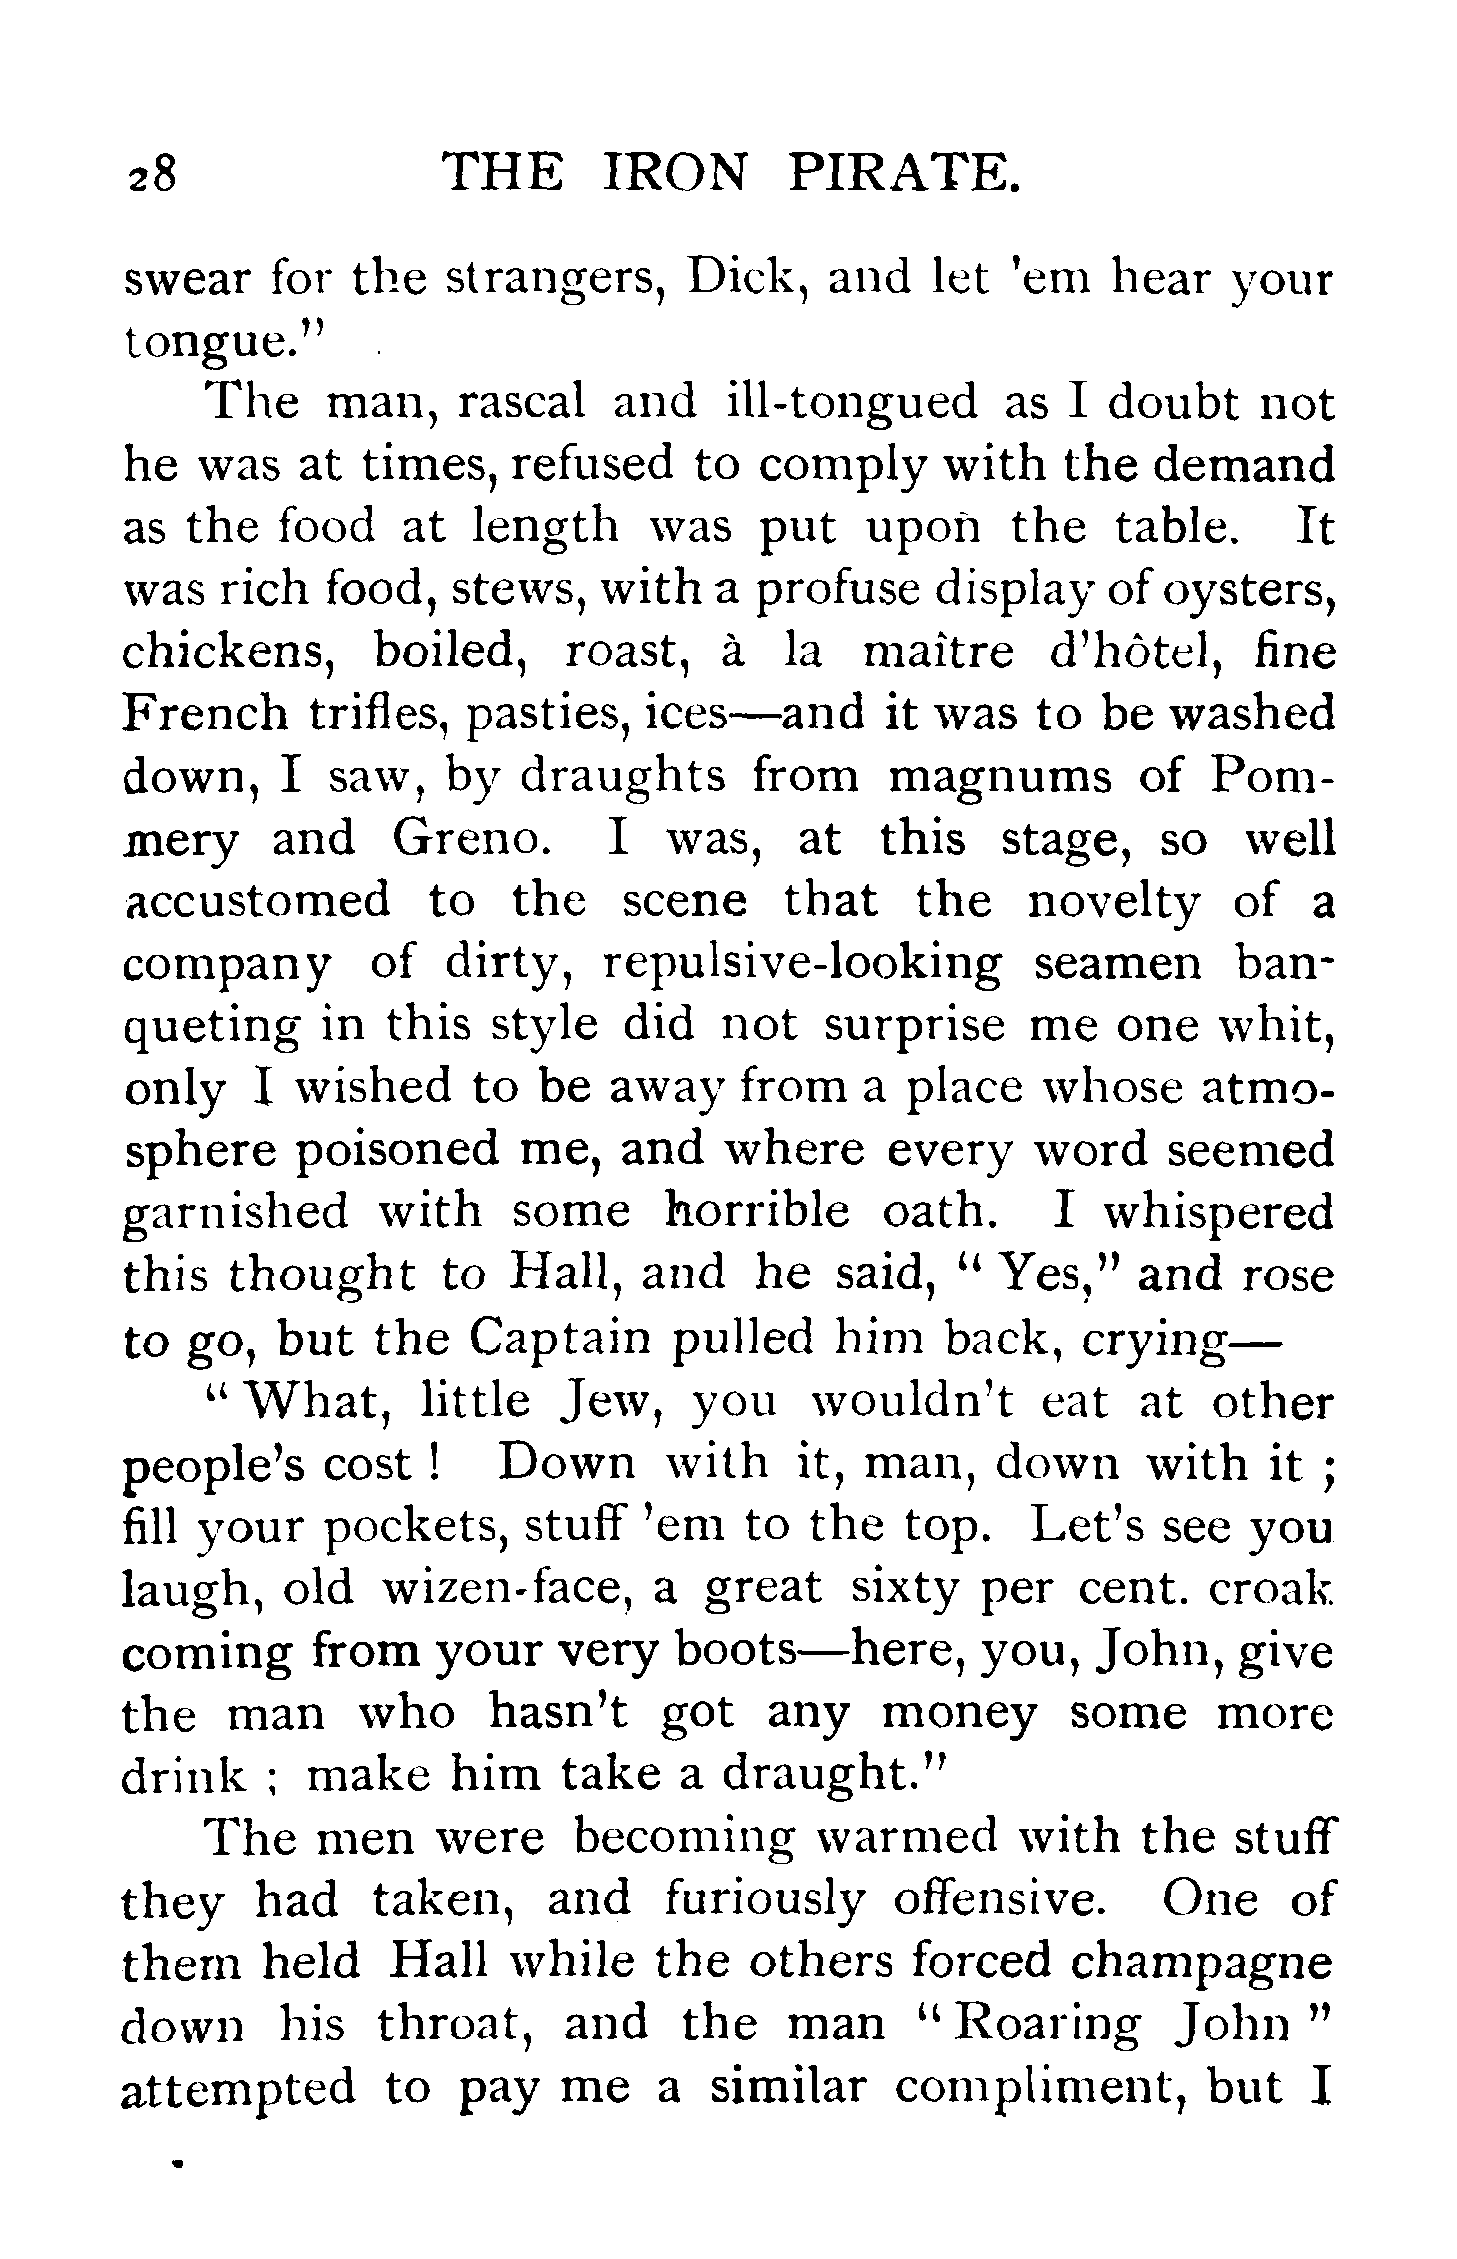 28 THE IRON PIRATE.
swear for the strangers, Dick, and let 'em hear your
tongue."
The man, rascal and ill-tongued as I doubt not
he was at times, refused to comply with the demand
as the food at length was put upon the table. It
was rich food, stews, with a profuse display of oysters,
chickens, boiled, roast, à la maître d'hôtel, fine
French trifles, pasties, ices—and it was to be washed
down, I saw, by draughts from magnums of Pom-
mery and Greno. I was, at this stage, so well
accustomed to the scene that the novelty of a
company of dirty, repulsive-looking seamen ban-
queting in this style did not surprise me one whit,
only I wished to be away from a place whose atmo-
sphere poisoned me, and where every word seemed
garnished with some horrible oath. I whispered
this thought to Hall, and he said, "Yes," and rose
to go, but the Captain pulled him back, crying—
"What, little Jew, you wouldn't eat at other
people's cost! Down with it, man, down with it;
fill your pockets, stuff 'em to the top. Let's see you
laugh, old wizen-face, a great sixty per cent. croak
coming from your very boots—here, you, John, give
the man who hasn't got any money some more
drink; make him take a draught."
The men were becoming warmed with the stuff
they had taken, and furiously offensive. One of
them held Hall while the others forced champagne
down his throat, and the man "Roaring John"
attempted to pay me a similar compliment, but I